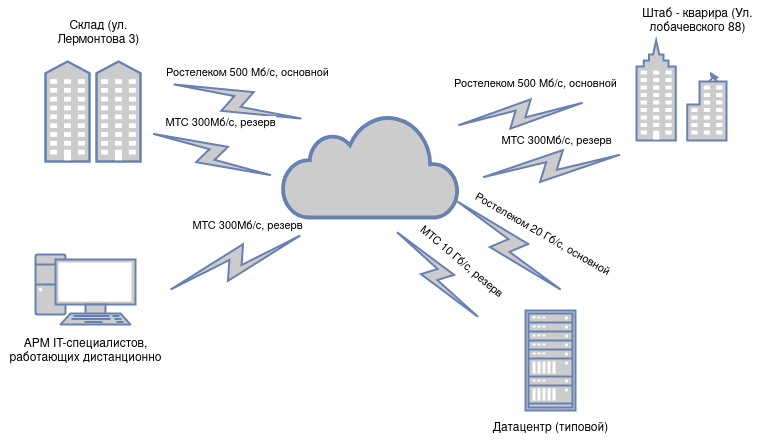 Склад (ул.
Лермонтова 3)
Штаб - кварира (Ул.
лобачевского 88)
Ростелеком 500 Мб/с, основной
МТС 300Мб/с, резерв
Ростелеком 500 Мб/с, основной
МТС 300Мб/с, резерв
МТС 300Мб/с, резерв
Ростелеком 20 Гб/с, основной
МТС 10 Гб/с, резерв
АРМ IT-специалистов,
работающих дистанционно
Датацентр (типовой)